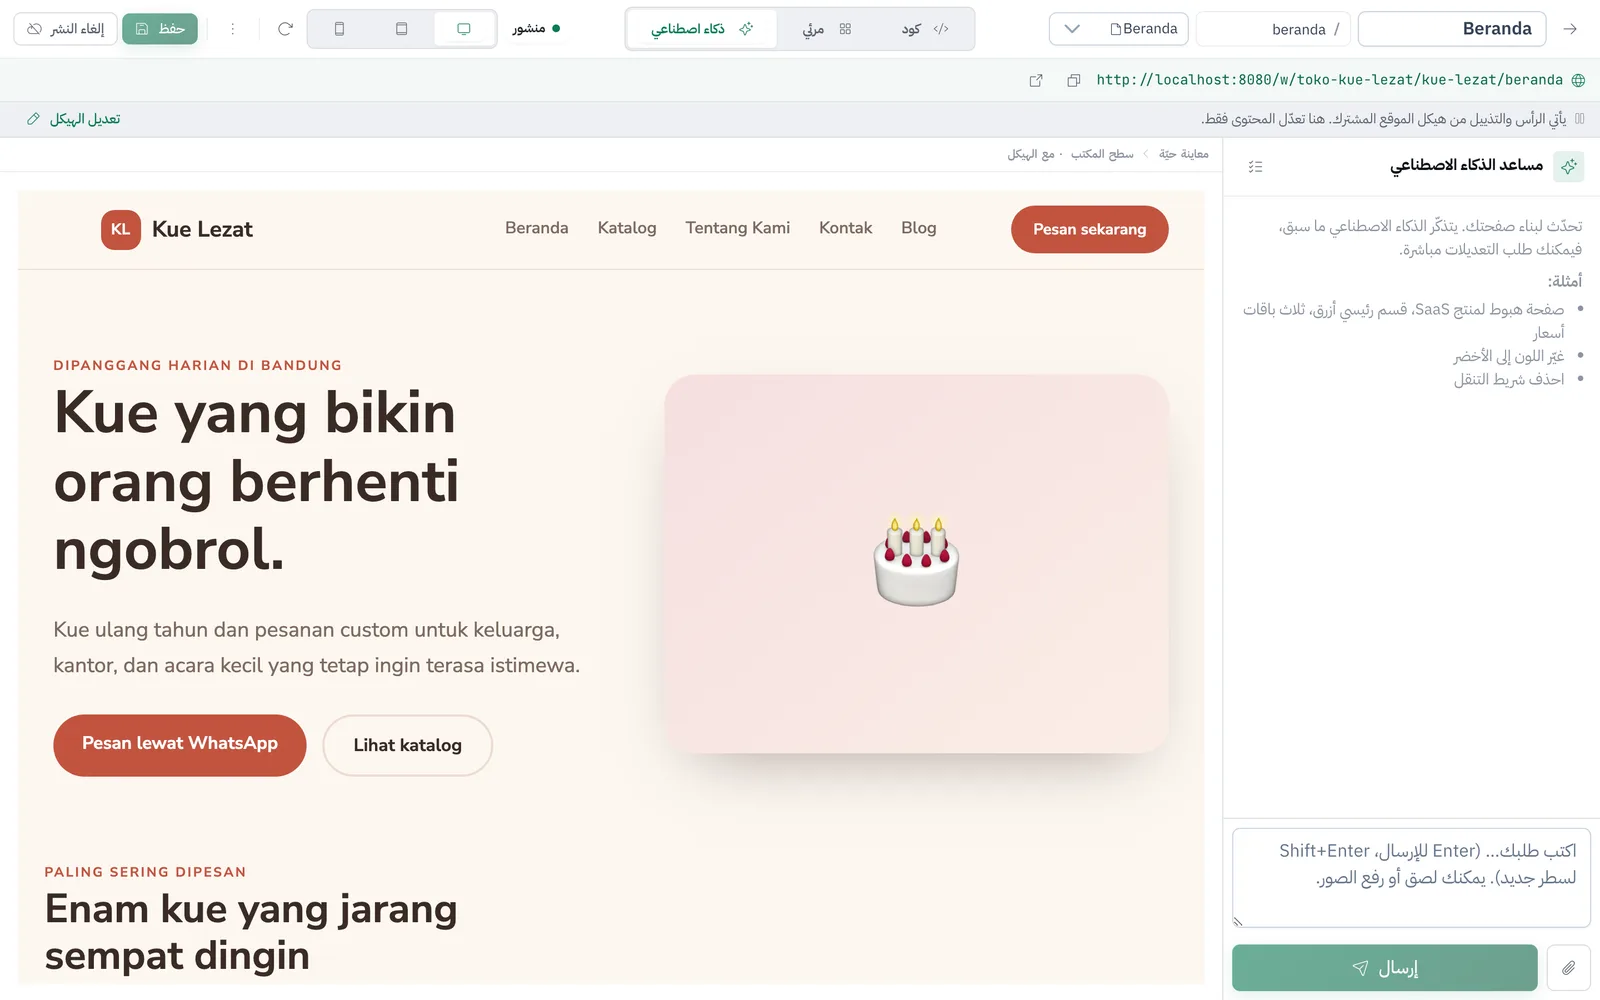 Beranda
/ beranda
Beranda
كود
مرئي
ذكاء اصطناعي
منشور
حفظ
إلغاء النشر
http://localhost:8080/w/toko-kue-lezat/kue-lezat/beranda
يأتي الرأس والتذييل من هيكل الموقع المشترك. هنا تعدّل المحتوى فقط.
تعديل الهيكل
مساعد الذكاء الاصطناعي
تحدّث لبناء صفحتك. يتذكّر الذكاء الاصطناعي ما سبق،
فيمكنك طلب التعديلات مباشرة.
أمثلة:
• صفحة هبوط لمنتج SaaS، قسم رئيسي أزرق، ثلاث باقات
أسعار
• غيّر اللون إلى الأخضر
• احذف شريط التنقل
اكتب طلبك... (Enter للإرسال، Shift+Enter
لسطر جديد). يمكنك لصق أو رفع الصور.
إرسال
معاينة حيّة
سطح المكتب · مع الهيكل
KL Kue Lezat
Beranda
Katalog
Tentang Kami
Kontak
Blog
Pesan sekarang
DIPANGGANG HARIAN DI BANDUNG
Kue yang bikin
orang berhenti
ngobrol.
Kue ulang tahun dan pesanan custom untuk keluarga,
kantor, dan acara kecil yang tetap ingin terasa istimewa.
Pesan lewat WhatsApp
Lihat katalog
PALING SERING DIPESAN
Enam kue yang jarang
sempat dingin